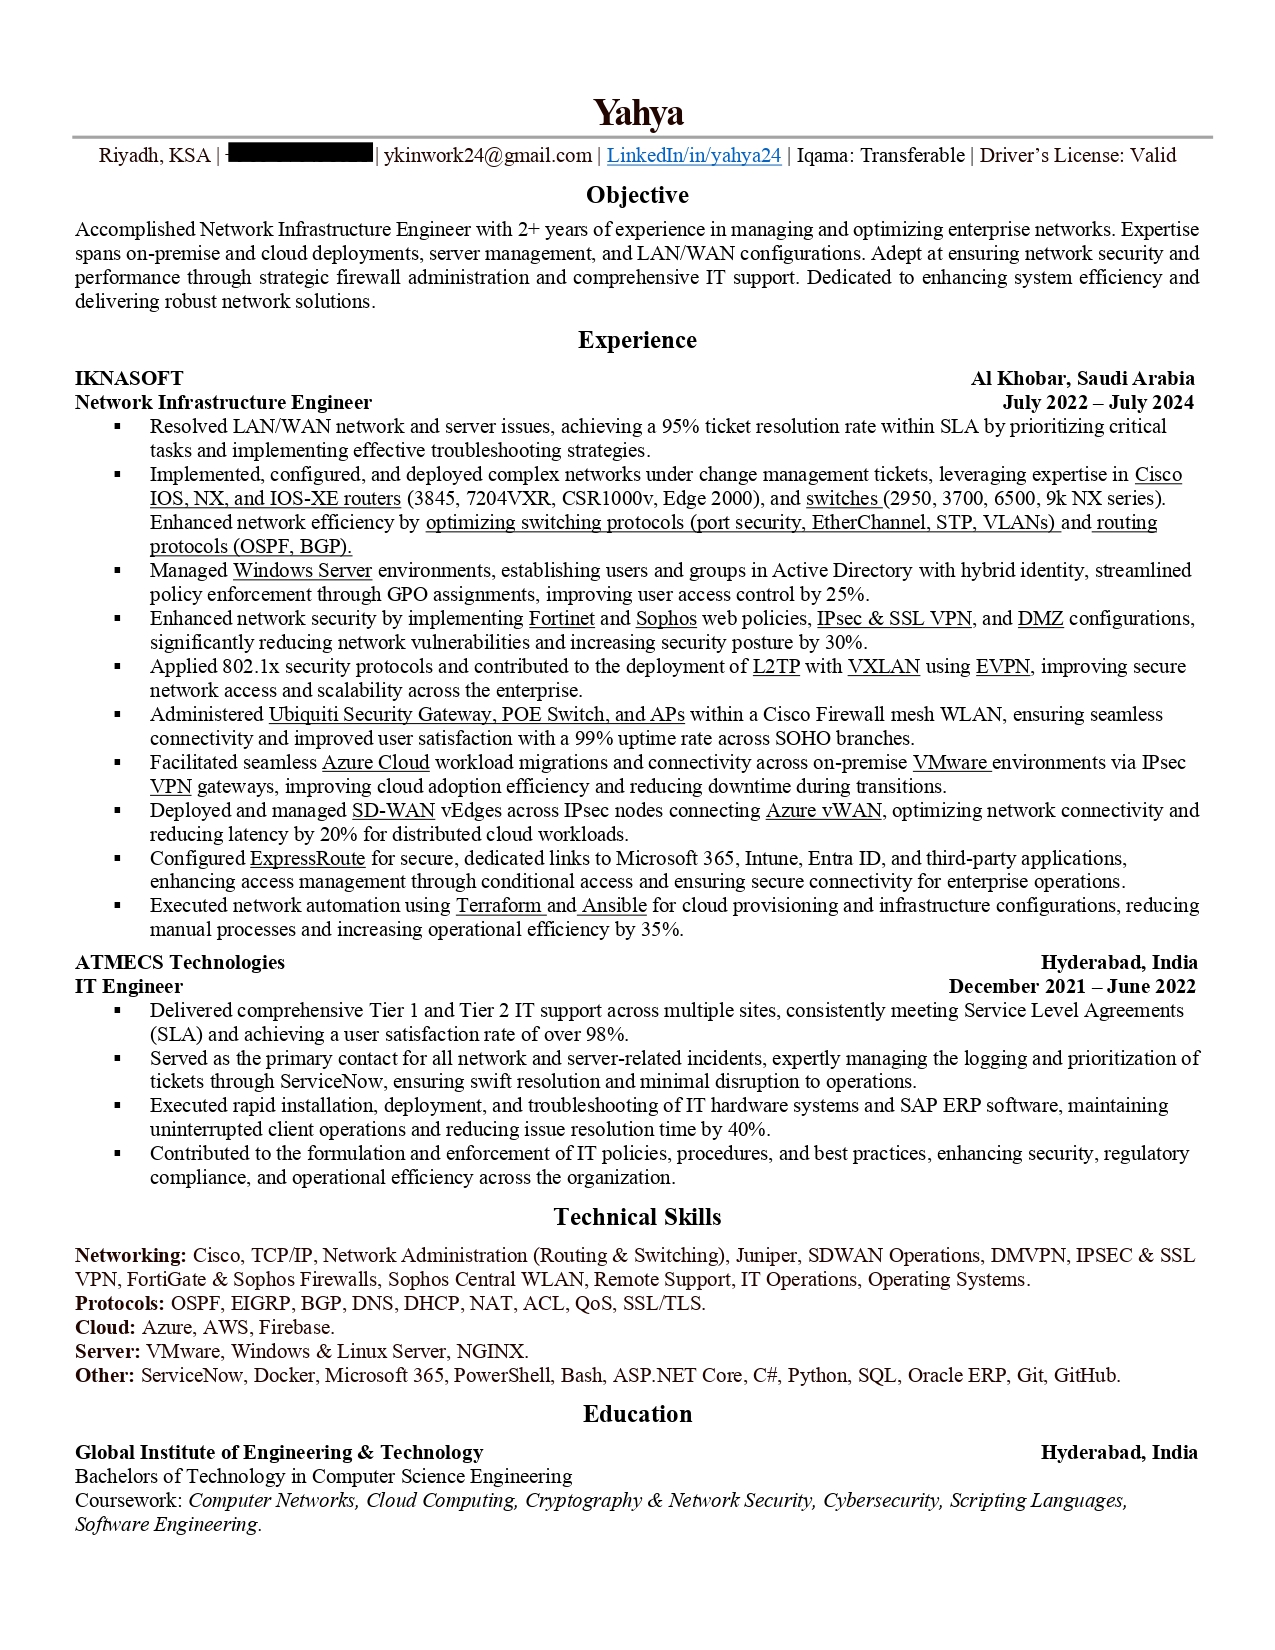 Yahya
Riyadh, KSA | | ykinwork24@gmail.com | LinkedIn/in/yahya24 | Iqama: Transferable | Driver’s License: Valid
Objective
Accomplished Network Infrastructure Engineer with 2+ years of experience in managing and optimizing enterprise networks. Expertise
spans on-premise and cloud deployments, server management, and LAN/WAN configurations. Adept at ensuring network security and
performance through strategic firewall administration and comprehensive IT support. Dedicated to enhancing system efficiency and
delivering robust network solutions.
Experience
IKNASOFT Al Khobar, Saudi Arabia
Network Infrastructure Engineer July 2022 – July 2024
▪ Resolved LAN/WAN network and server issues, achieving a 95% ticket resolution rate within SLA by prioritizing critical
tasks and implementing effective troubleshooting strategies.
▪ Implemented, configured, and deployed complex networks under change management tickets, leveraging expertise in Cisco
IOS, NX, and IOS-XE routers (3845, 7204VXR, CSR1000v, Edge 2000), and switches (2950, 3700, 6500, 9k NX series).
Enhanced network efficiency by optimizing switching protocols (port security, EtherChannel, STP, VLANs) and routing
protocols (OSPF, BGP).
▪ Managed Windows Server environments, establishing users and groups in Active Directory with hybrid identity, streamlined
policy enforcement through GPO assignments, improving user access control by 25%.
▪ Enhanced network security by implementing Fortinet and Sophos web policies, IPsec & SSL VPN, and DMZ configurations,
significantly reducing network vulnerabilities and increasing security posture by 30%.
▪ Applied 802.1x security protocols and contributed to the deployment of L2TP with VXLAN using EVPN, improving secure
network access and scalability across the enterprise.
▪ Administered Ubiquiti Security Gateway, POE Switch, and APs within a Cisco Firewall mesh WLAN, ensuring seamless
connectivity and improved user satisfaction with a 99% uptime rate across SOHO branches.
▪ Facilitated seamless Azure Cloud workload migrations and connectivity across on-premise VMware environments via IPsec
VPN gateways, improving cloud adoption efficiency and reducing downtime during transitions.
▪ Deployed and managed SD-WAN vEdges across IPsec nodes connecting Azure vWAN, optimizing network connectivity and
reducing latency by 20% for distributed cloud workloads.
▪ Configured ExpressRoute for secure, dedicated links to Microsoft 365, Intune, Entra ID, and third-party applications,
enhancing access management through conditional access and ensuring secure connectivity for enterprise operations.
▪ Executed network automation using Terraform and Ansible for cloud provisioning and infrastructure configurations, reducing
manual processes and increasing operational efficiency by 35%.
ATMECS Technologies Hyderabad, India
IT Engineer December 2021 – June 2022
▪ Delivered comprehensive Tier 1 and Tier 2 IT support across multiple sites, consistently meeting Service Level Agreements
(SLA) and achieving a user satisfaction rate of over 98%.
▪ Served as the primary contact for all network and server-related incidents, expertly managing the logging and prioritization of
tickets through ServiceNow, ensuring swift resolution and minimal disruption to operations.
▪ Executed rapid installation, deployment, and troubleshooting of IT hardware systems and SAP ERP software, maintaining
uninterrupted client operations and reducing issue resolution time by 40%.
▪ Contributed to the formulation and enforcement of IT policies, procedures, and best practices, enhancing security, regulatory
compliance, and operational efficiency across the organization.
Technical Skills
Networking: Cisco, TCP/IP, Network Administration (Routing & Switching), Juniper, SDWAN Operations, DMVPN, IPSEC & SSL
VPN, FortiGate & Sophos Firewalls, Sophos Central WLAN, Remote Support, IT Operations, Operating Systems.
Protocols: OSPF, EIGRP, BGP, DNS, DHCP, NAT, ACL, QoS, SSL/TLS.
Cloud: Azure, AWS, Firebase.
Server: VMware, Windows & Linux Server, NGINX.
Other: ServiceNow, Docker, Microsoft 365, PowerShell, Bash, ASP.NET Core, C#, Python, SQL, Oracle ERP, Git, GitHub.
Education
Global Institute of Engineering & Technology Hyderabad, India
Bachelors of Technology in Computer Science Engineering
Coursework: Computer Networks, Cloud Computing, Cryptography & Network Security, Cybersecurity, Scripting Languages,
Software Engineering.